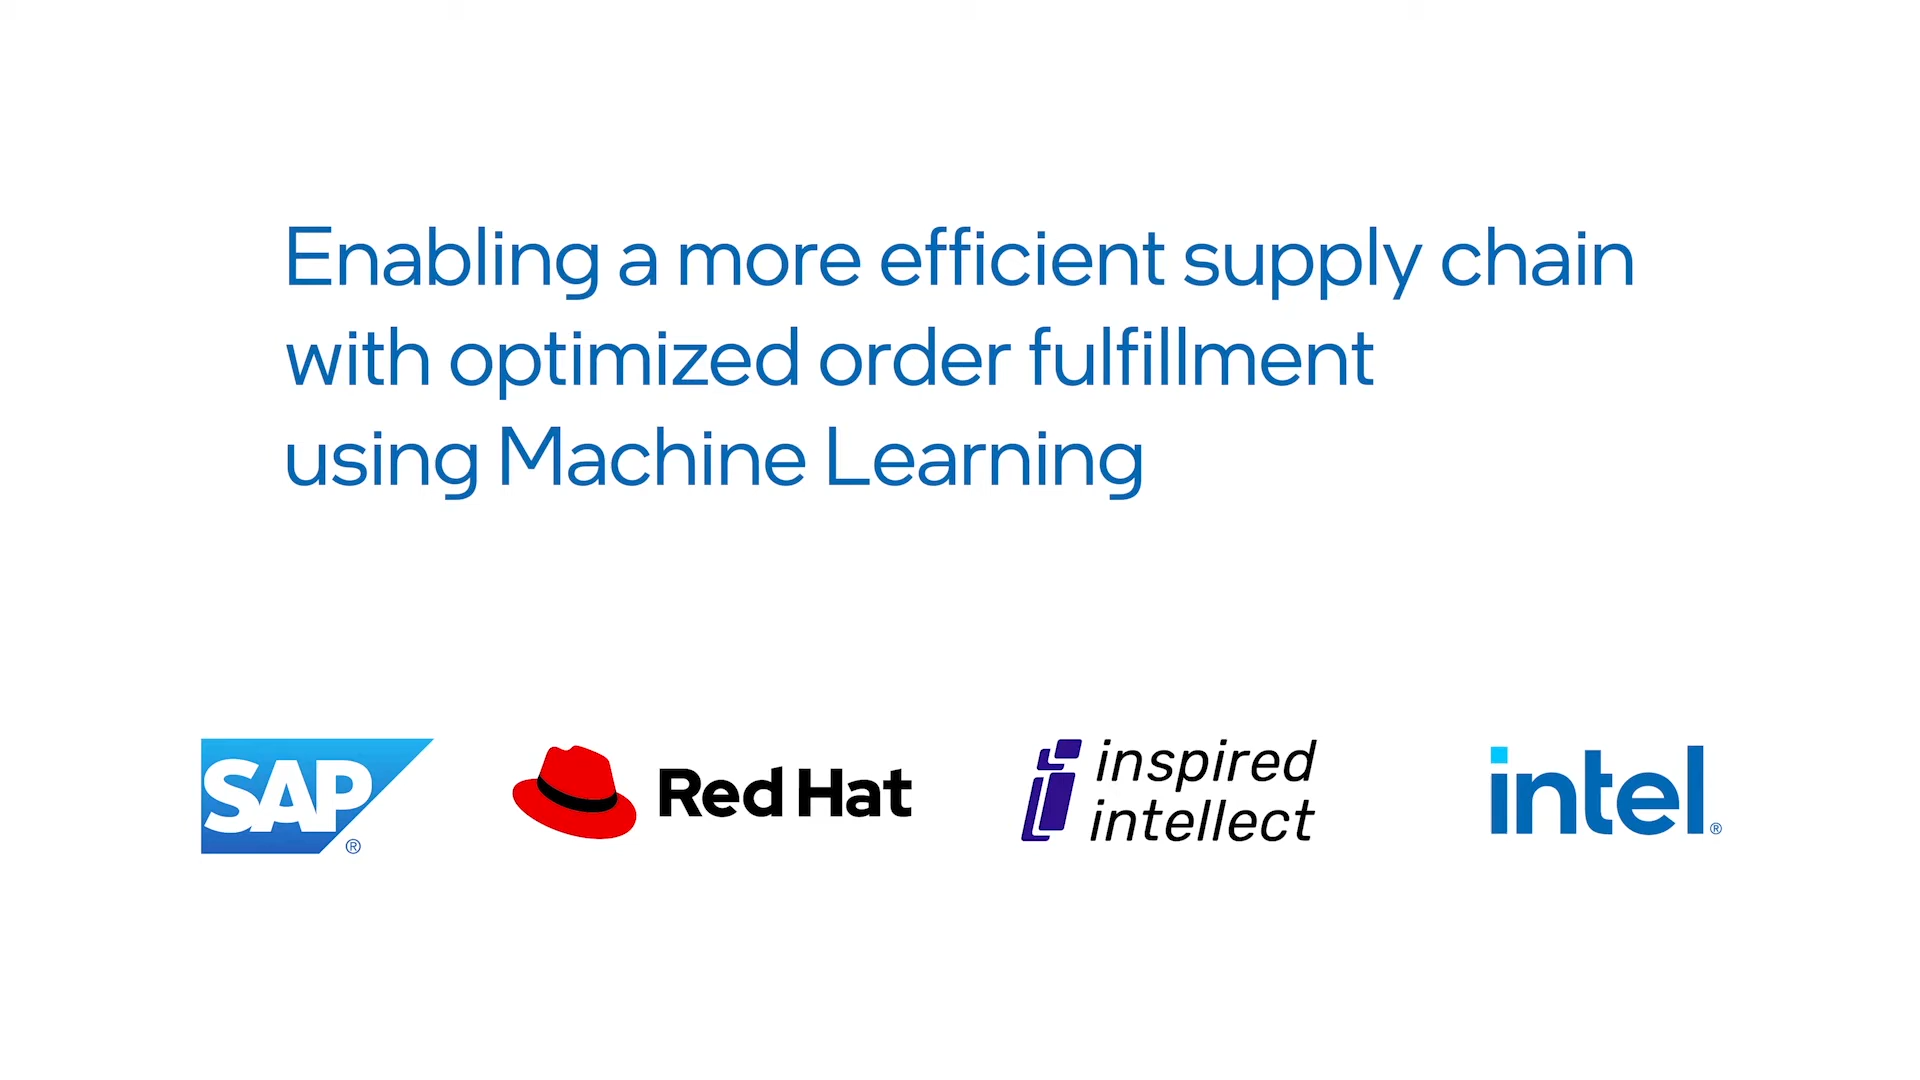 Enabling a more efficient supply chain
with optimized order fulfillment
using Machine Learning
SAP ®
Red Hat
inspired
intellect
intel ®